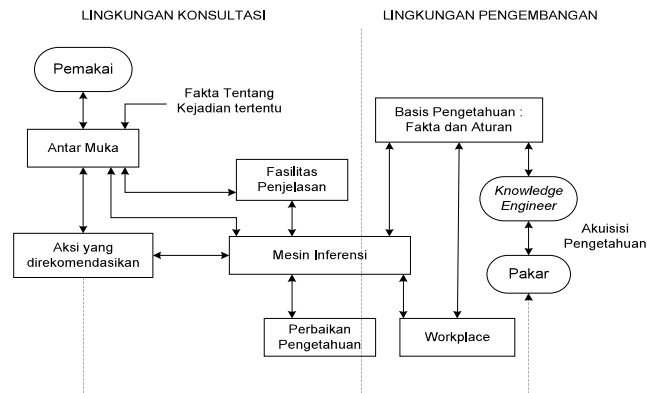 LINGKUNGAN KONSULTASI
LINGKUNGAN PENGEMBANGAN
Pemakai
Fakta Tentang
Kejadian tertentu
Basis Pengetahuan :
Fakta dan Aturan
Antar Muka
Fasilitas
Penjelasan
Knowledge
Engineer
Akuisisi
Pengetahuan
Aksi yang
direkomendasikan
Mesin Inferensi
Pakar
Perbaikan
Pengetahuan
Workplace